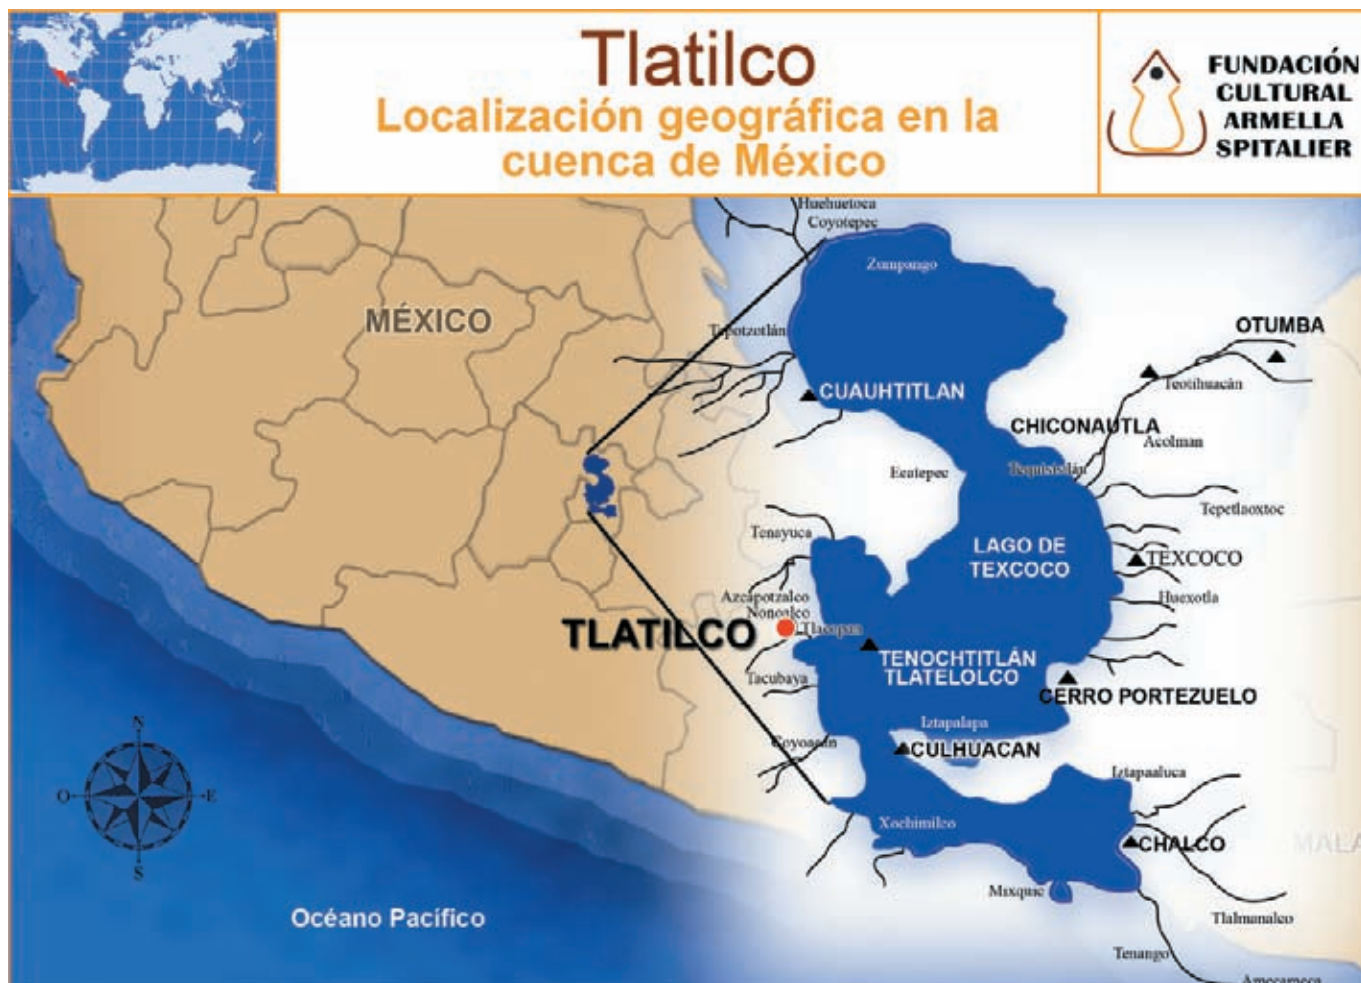 Tlatilco
Localización geográfica en la
cuenca de México
FUNDACIÓN
CULTURAL
ARMELLA
SPITALIER
Huehuetoca
Coyotepec
Zumpango
MÉXICO
Tepotzotlán
OTUMBA
Teotihuacán
CUAUHTITLAN
CHICONAUTLA
Acolman
Ecatepec
Tequisistlán
Tepetlaoxtoc
Tenayuca
LAGO DE
TEXCOCO
TEXCOCO
Azcapotzalco
Nonoalco
Huexotla
TLATILCO
Tlacopan
TENOCHTITLÁN
TLATELOLCO
Tacubaya
CERRO PORTEZUELO
Iztapalapa
Coyoacán
CULHUACAN
Iztapaaluca
N
O
E
S
Xochimilco
CHALCO
MALA
Mixquic
Océano Pacífico
Tlalmanalco
Tenango
Amecameca